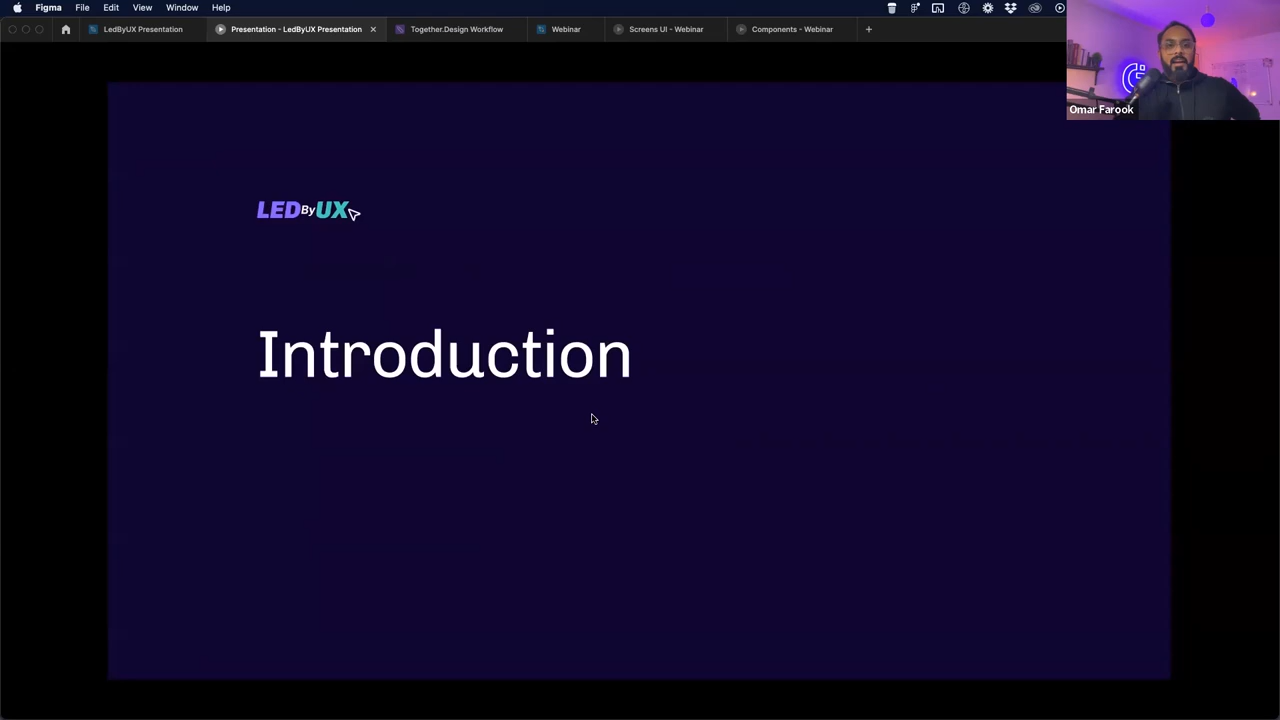 Figma File Edit View Window Help
LedByUX Presentation Presentation - LedByUX Presentation Together.Design Workflow Webinar Screens UI - Webinar Components - Webinar
Omar Farook
LEDByUX
Introduction